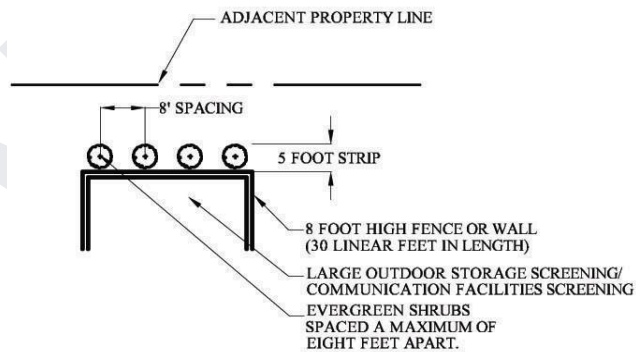 ADJACENT PROPERTY LINE
8' SPACING
5 FOOT STRIP
8 FOOT HIGH FENCE OR WALL
(30 LINEAR FEET IN LENGTH)
LARGE OUTDOOR STORAGE SCREENING/
COMMUNICATION FACILITIES SCREENING
EVERGREEN SHRUBS
SPACED A MAXIMUM OF
EIGHT FEET APART.